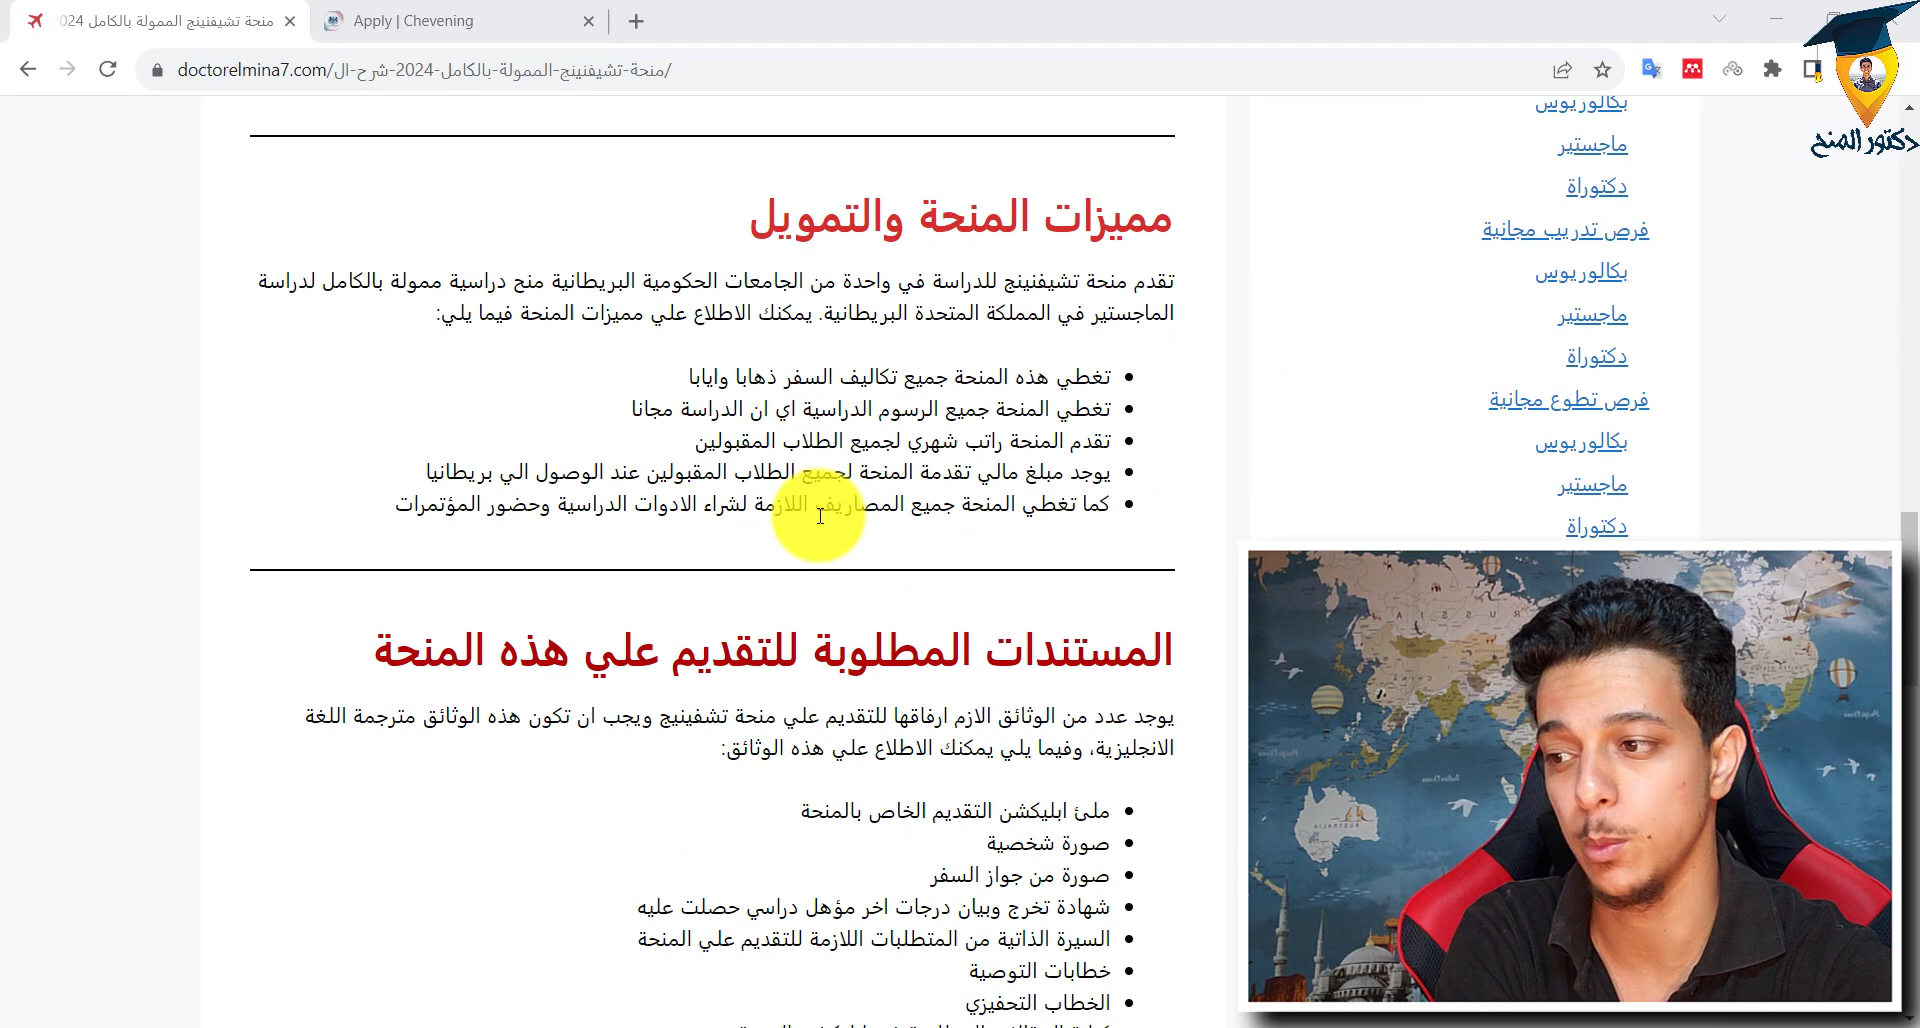 منحة تشيفنينج الممولة بالكامل 2024
Apply | Chevening
doctorelmina7.com/منحة-تشيفنينج-الممولة-بالكامل-2024-شرح-ال/
دكتور المنح
بكالوريوس
ماجستير
دكتوراة
فرص تدريب مجانية
بكالوريوس
ماجستير
دكتوراة
فرص تطوع مجانية
بكالوريوس
ماجستير
دكتوراة
مميزات المنحة والتمويل
تقدم منحة تشيفنينج للدراسة في واحدة من الجامعات الحكومية البريطانية منح دراسية ممولة بالكامل لدراسة
الماجستير في المملكة المتحدة البريطانية. يمكنك الاطلاع علي مميزات المنحة فيما يلي:
تغطي هذه المنحة جميع تكاليف السفر ذهابا وايابا
تغطي المنحة جميع الرسوم الدراسية اي ان الدراسة مجانا
تقدم المنحة راتب شهري لجميع الطلاب المقبولين
يوجد مبلغ مالي تقدمة المنحة لجميع الطلاب المقبولين عند الوصول الي بريطانيا
كما تغطي المنحة جميع المصاريف اللازمة لشراء الادوات الدراسية وحضور المؤتمرات
المستندات المطلوبة للتقديم علي هذه المنحة
يوجد عدد من الوثائق الازم ارفاقها للتقديم علي منحة تشفينيج ويجب ان تكون هذه الوثائق مترجمة اللغة
الانجليزية، وفيما يلي يمكنك الاطلاع علي هذه الوثائق:
ملئ ابليكشن التقديم الخاص بالمنحة
صورة شخصية
صورة من جواز السفر
شهادة تخرج وبيان درجات اخر مؤهل دراسي حصلت عليه
السيرة الذاتية من المتطلبات اللازمة للتقديم علي المنحة
خطابات التوصية
الخطاب التحفيزي
RUSSIA
AUSTRALIA